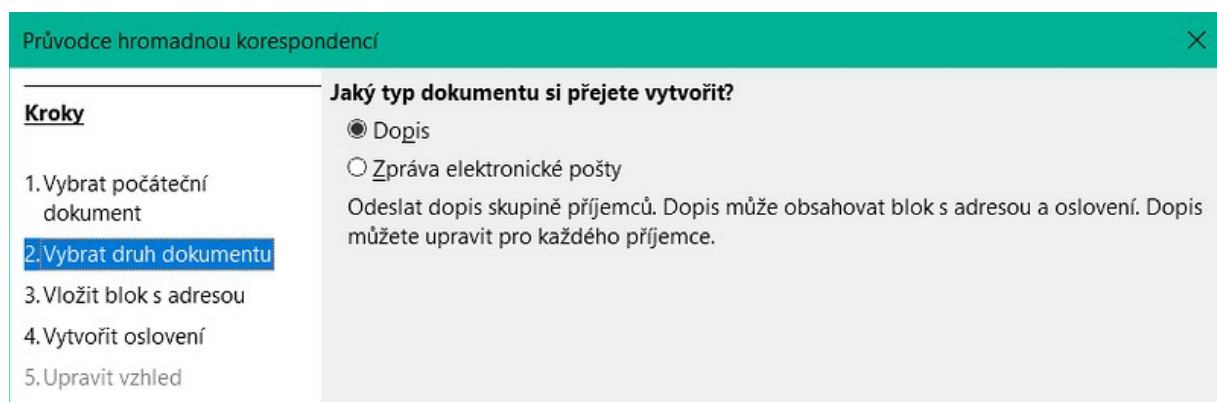 Průvodce hromadnou korespondencí
Kroky
1. Vybrat počáteční
dokument
2. Vybrat druh dokumentu
3. Vložit blok s adresou
4. Vytvořit oslovení
5. Upravit vzhled
Jaký typ dokumentu si přejete vytvořit?
Dopis
Zpráva elektronické pošty
Odeslat dopis skupině příjemců. Dopis může obsahovat blok s adresou a oslovení. Dopis
můžete upravit pro každého příjemce.